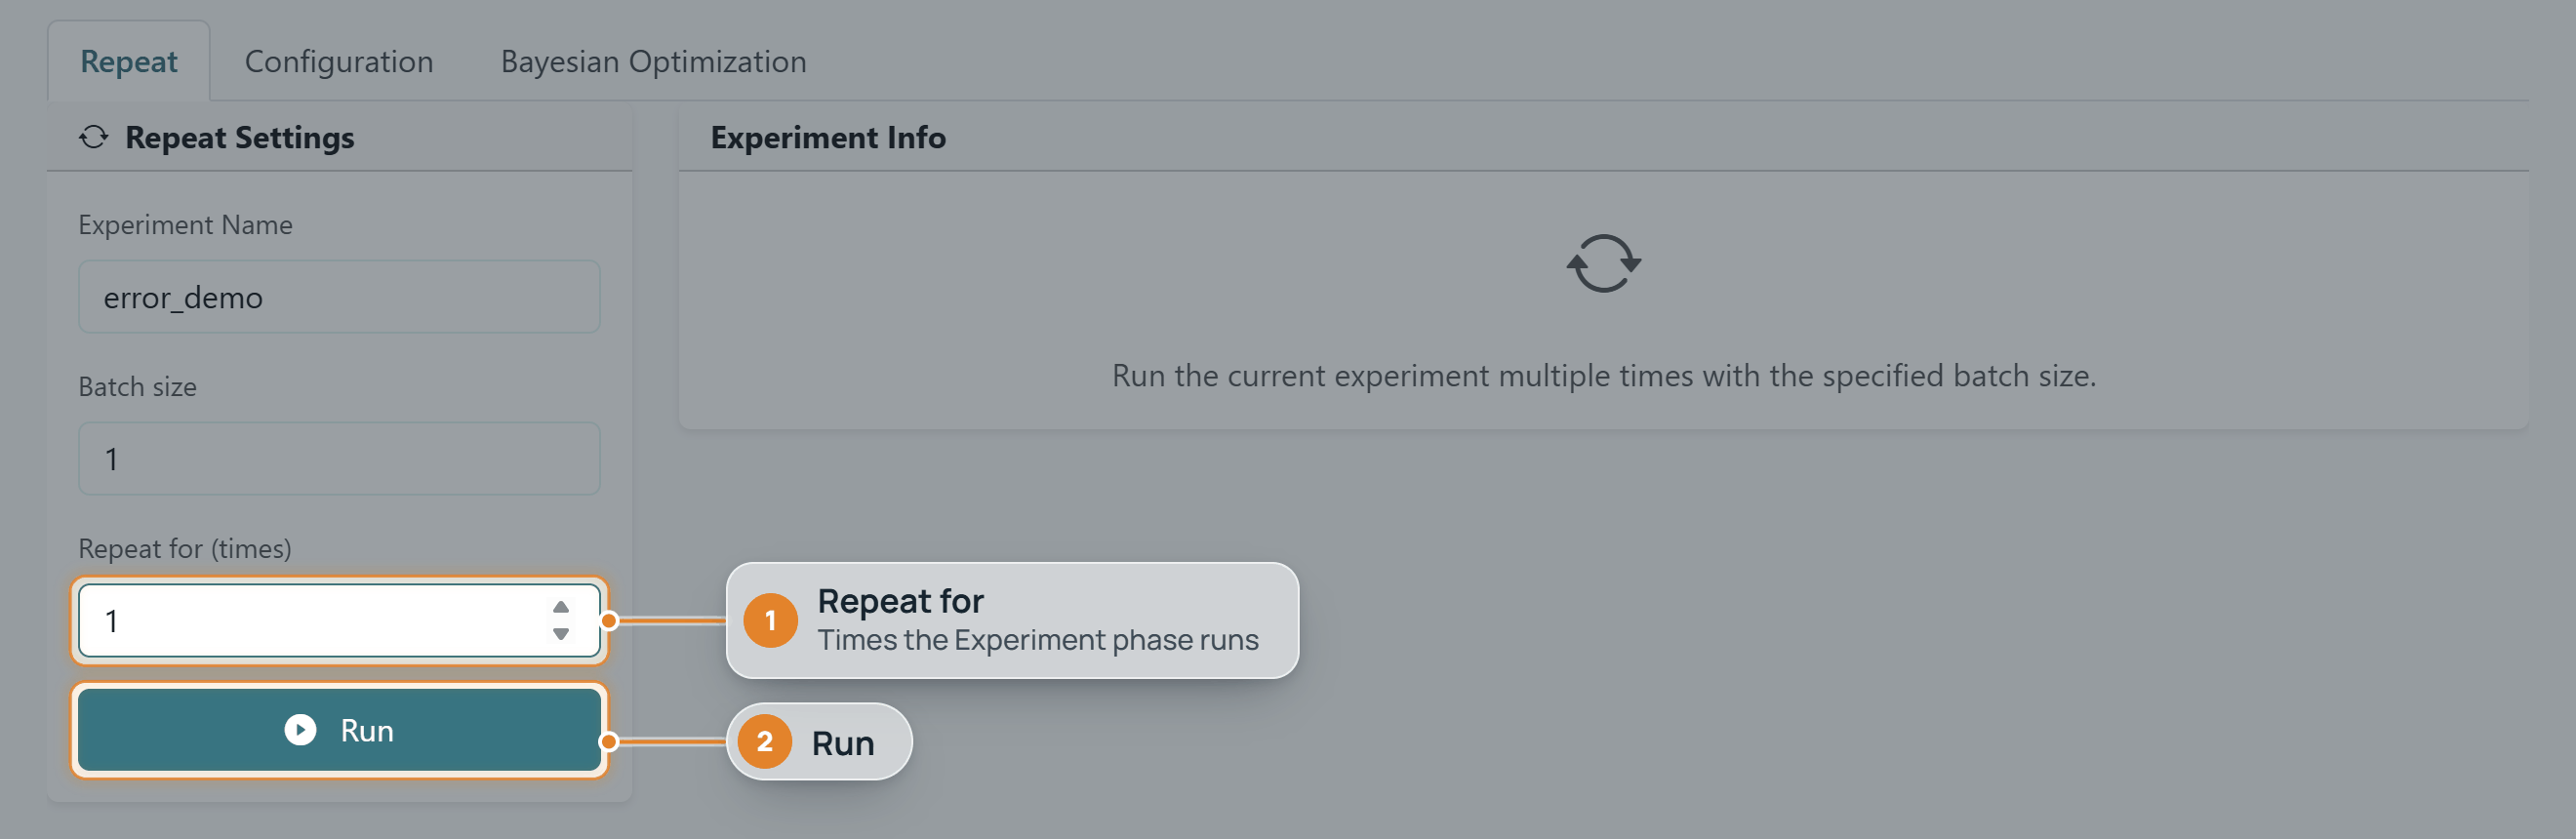 Repeat
Configuration
Bayesian Optimization
Repeat Settings
Experiment Name
error_demo
Batch size
1
Repeat for (times)
1
Run
Experiment Info
Run the current experiment multiple times with the specified batch size.
1
Repeat for
Times the Experiment phase runs
2
Run